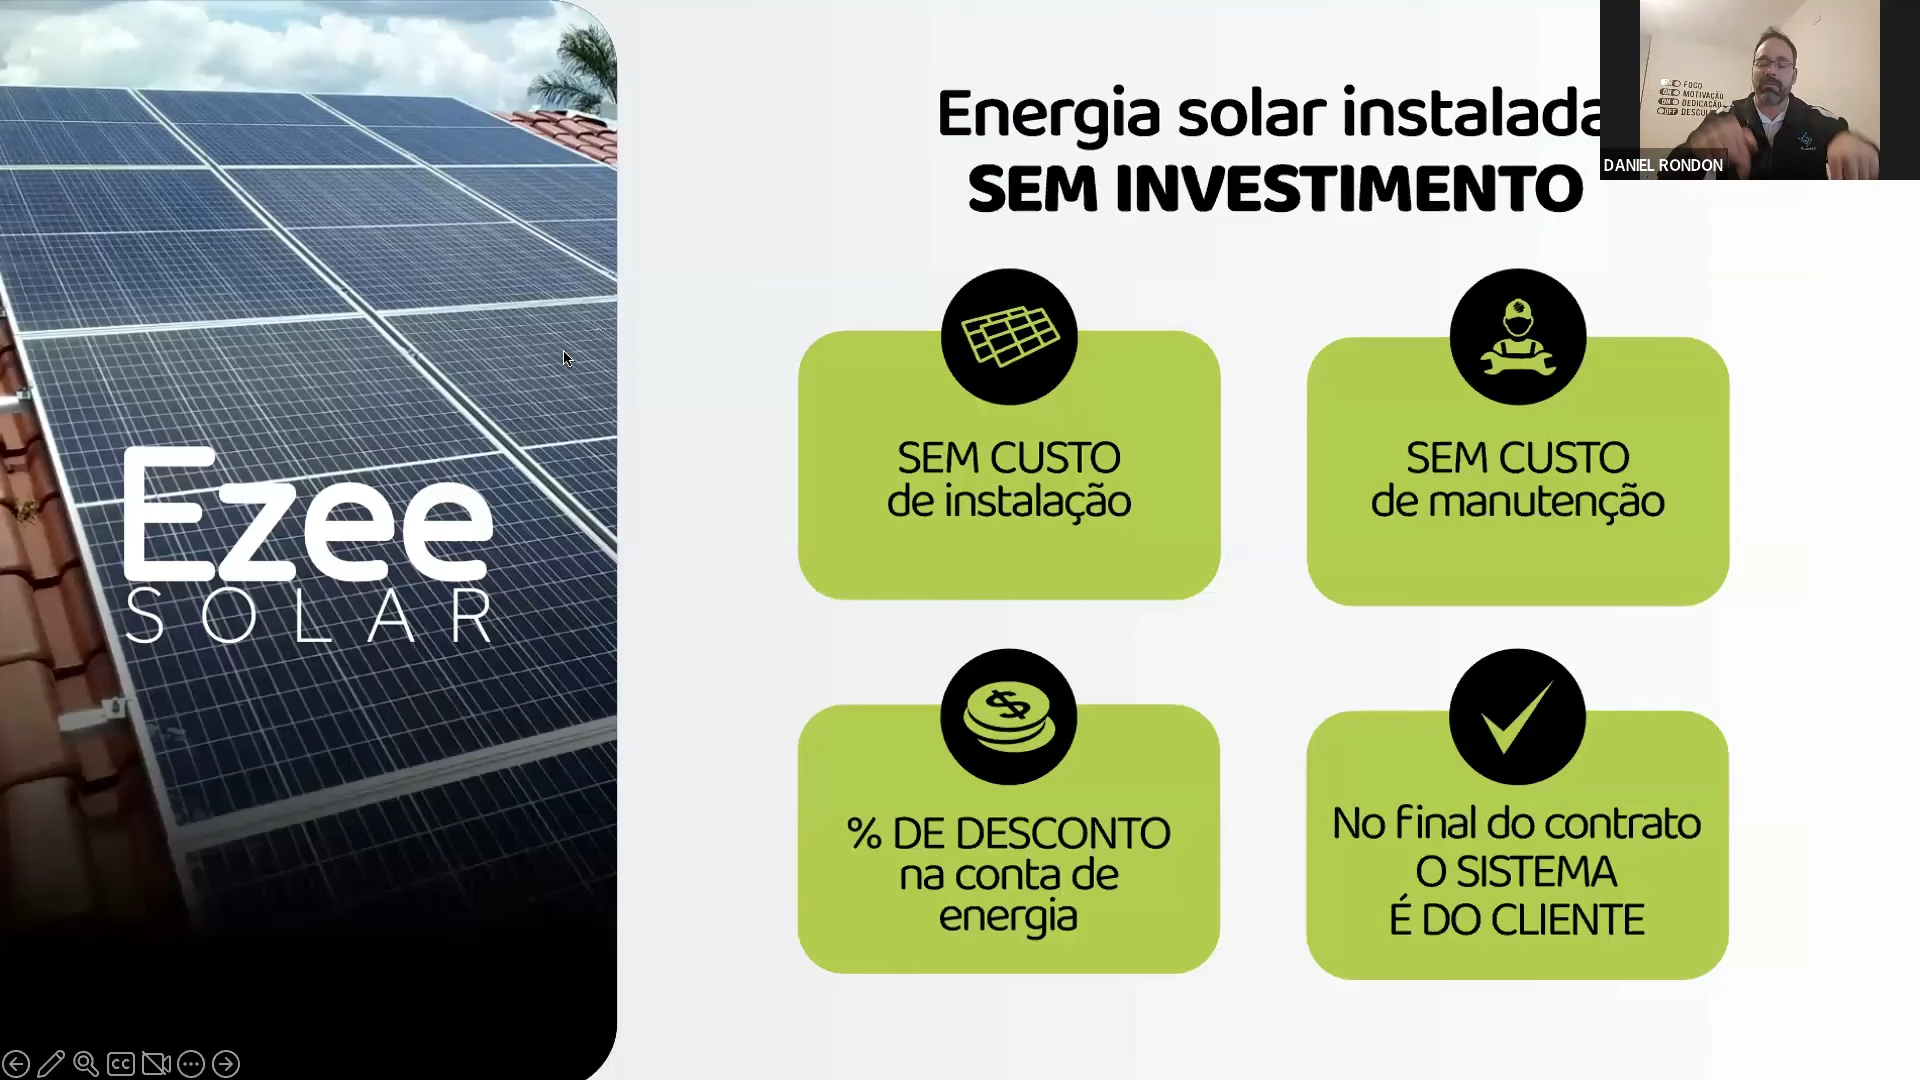 Energia solar instalada
SEM INVESTIMENTO
FOCO
MOTIVAÇÃO
DEDICAÇÃO
DANIEL RONDON
SEM CUSTO
de instalação
SEM CUSTO
de manutenção
Ezee
SOLAR
% DE DESCONTO
na conta de
energia
No final do contrato
O SISTEMA
É DO CLIENTE
CC